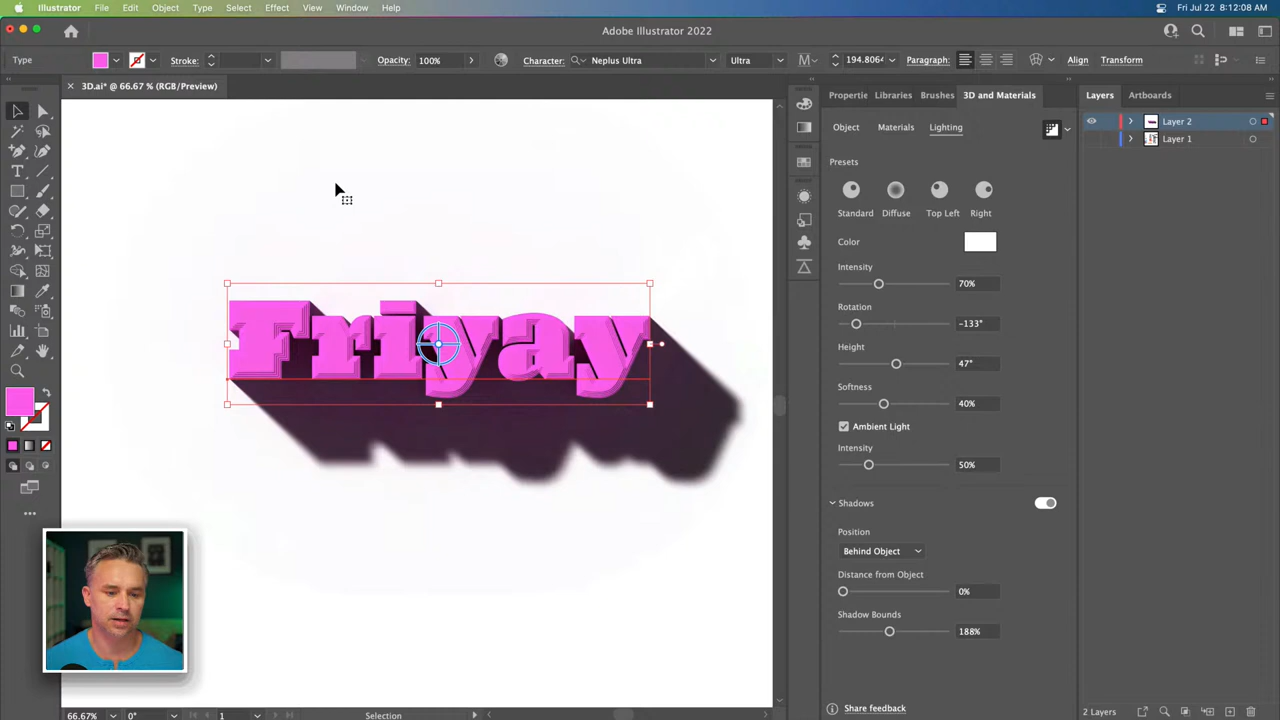 Illustrator File Edit Object Type Select Effect View Window Help Fri Jul 22 8:12:08 AM
Adobe Illustrator 2022
Type Stroke: Opacity: 100% Character: Neplus Ultra Ultra 194.8064 Paragraph: Align Transform
× 3D.ai* @ 66.67 % (RGB/Preview)
Propertie Libraries Brushes 3D and Materials
Layers Artboards
Object Materials Lighting
Layer 2
Layer 1
Presets
Standard Diffuse Top Left Right
Color
Intensity
70%
Rotation
-133°
Height
47°
Softness
40%
Ambient Light
Intensity
50%
Shadows
Position
Behind Object
Distance from Object
0%
Shadow Bounds
188%
Friyay
Share feedback
2 Layers
66.67% 0° 1 Selection